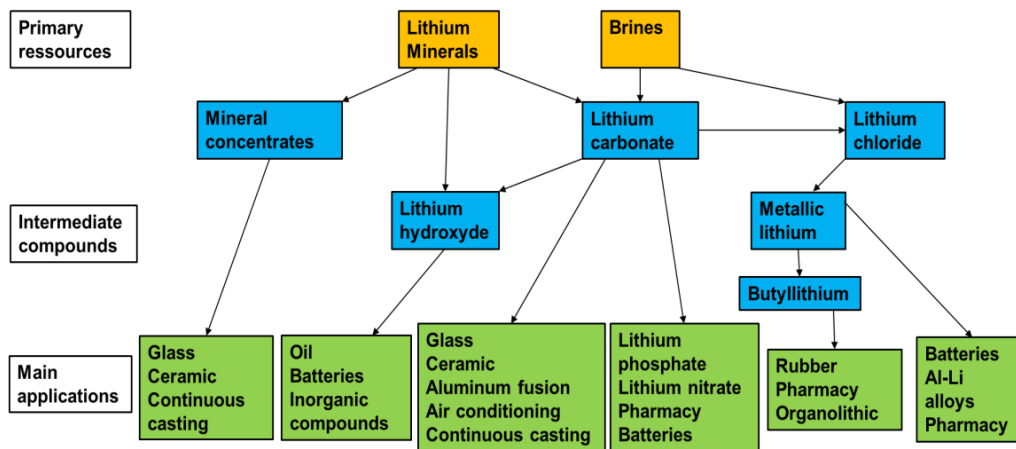 Primary
ressources
Lithium
Minerals
Brines
Mineral
concentrates
Lithium
carbonate
Lithium
chloride
Intermediate
compounds
Lithium
hydroxyde
Metallic
lithium
Butyllithium
Main
applications
Glass
Ceramic
Continuous
casting
Oil
Batteries
Inorganic
compounds
Glass
Ceramic
Aluminum fusion
Air conditioning
Continuous casting
Lithium
phosphate
Lithium nitrate
Pharmacy
Batteries
Rubber
Pharmacy
Organolithic
Batteries
Al-Li
alloys
Pharmacy